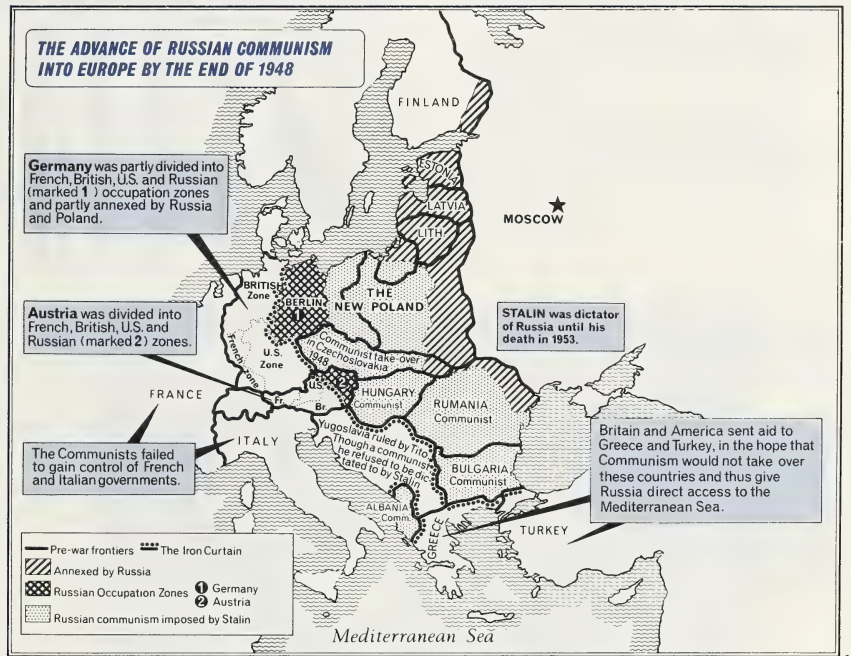 THE ADVANCE OF RUSSIAN COMMUNISM
INTO EUROPE BY THE END OF 1948
FINLAND
Germany was partly divided into
French, British, U.S. and Russian
(marked 1 ) occupation zones
and partly annexed by Russia
and Poland.
ESTONIA
LATVIA
LITH.
MOSCOW
BRITISH
Zone
BERLIN
1
THE
NEW POLAND
Austria was divided into
French, British, U.S. and
Russian (marked 2) zones.
STALIN was dictator
of Russia until his
death in 1953.
French Zone
U.S.
Zone
Communist take-over
in Czechoslovakia
1948
U.S.
2
Fr.
Br.
HUNGARY
Communist
RUMANIA
Communist
FRANCE
ITALY
The Communists failed
to gain control of French
and Italian governments.
Yugoslavia ruled by Tito
Though a communist
he refused to be dic-
tated to by Stalin
BULGARIA
Communist
Britain and America sent aid to
Greece and Turkey, in the hope that
Communism would not take over
these countries and thus give
Russia direct access to the
Mediterranean Sea.
ALBANIA
Comm.
GREECE
TURKEY
Pre-war frontiers
The Iron Curtain
Annexed by Russia
Russian Occupation Zones
1 Germany
2 Austria
Russian communism imposed by Stalin
Mediterranean Sea